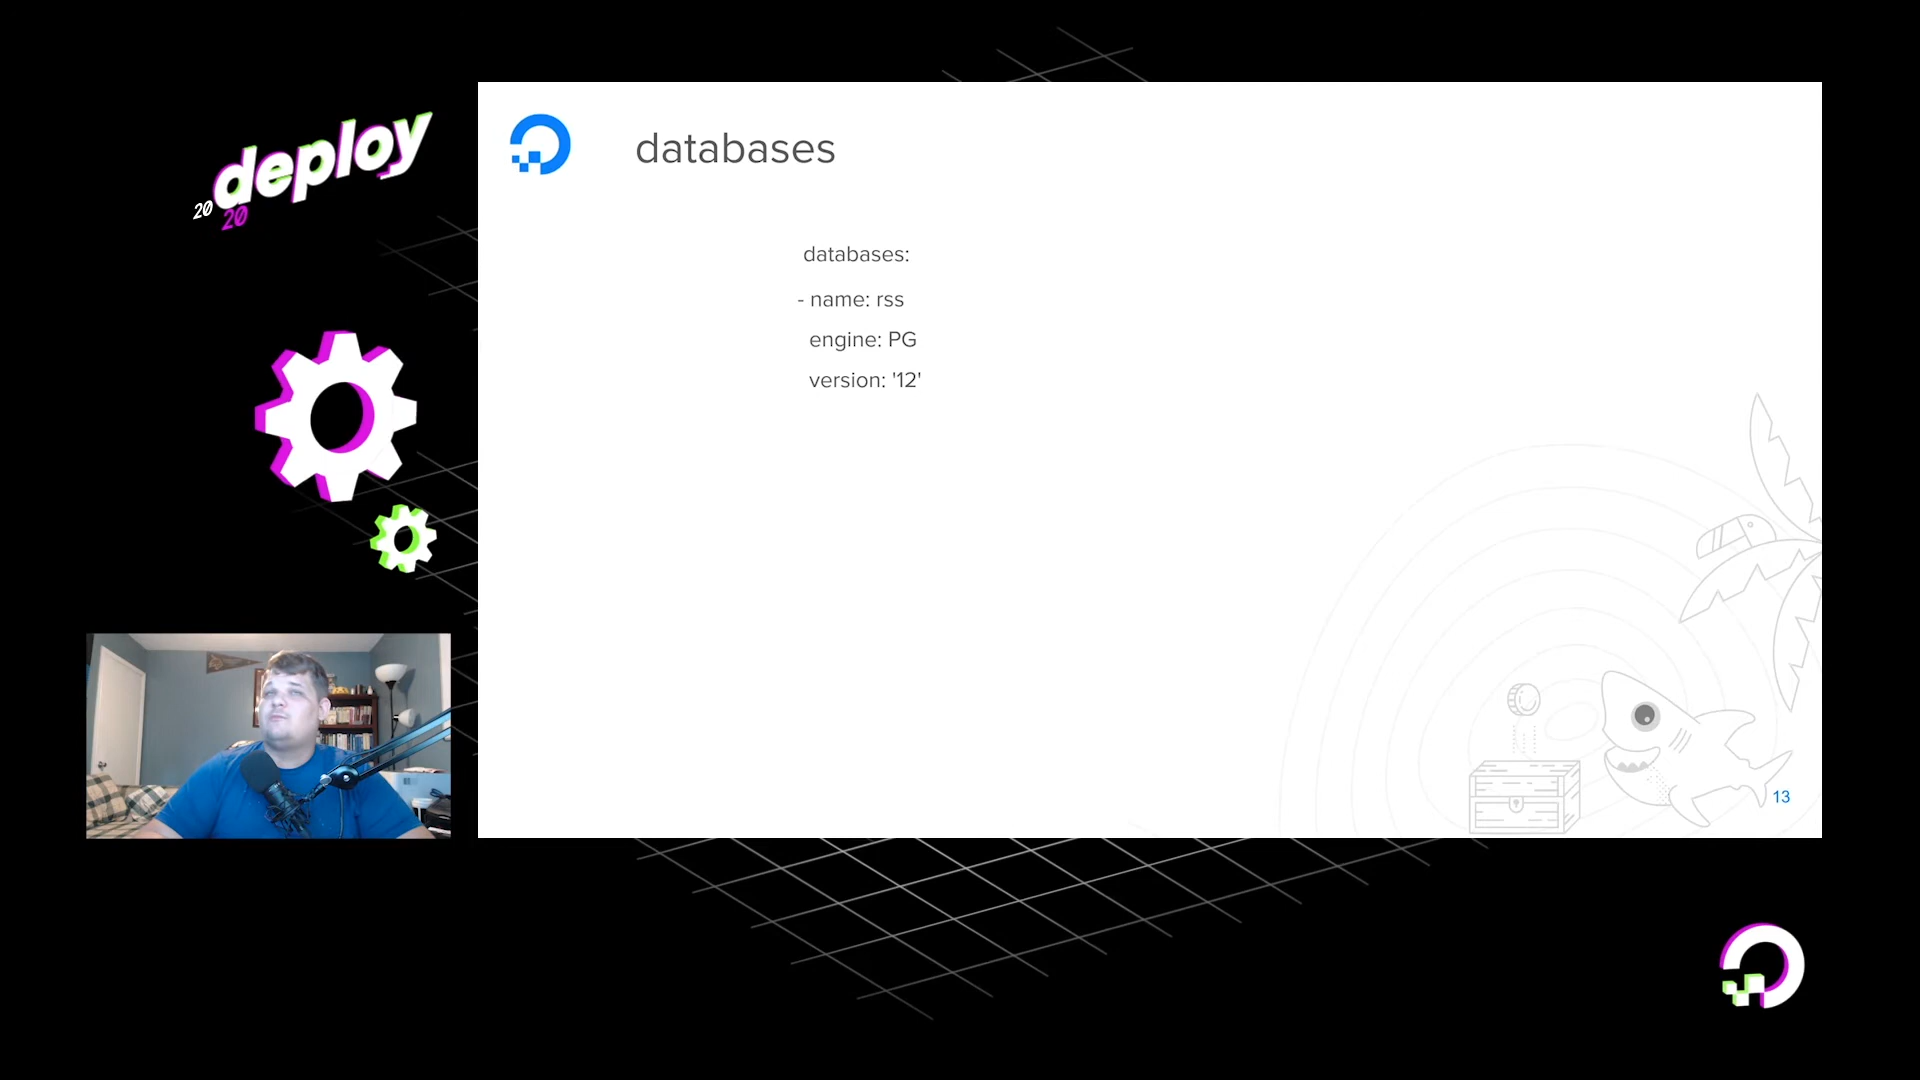 deploy
20
20
databases
databases:
- name: rss
engine: PG
version: '12'
13